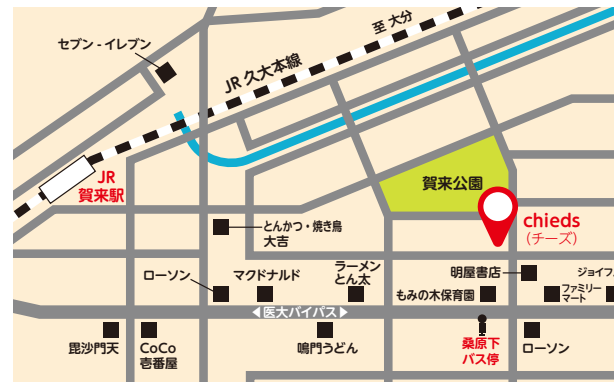 至 大分
セブン - イレブン
JR 久大本線
JR
賀来駅
賀来公園
chieds
(チーズ)
とんかつ・焼き鳥
大吉
ローソン
マクドナルド
ラーメン
とん太
明屋書店
ジョイフ
もみの木保育園
ファミリー
マート
医大バイパス
毘沙門天
CoCo
壱番屋
鳴門うどん
桑原下
バス停
ローソン